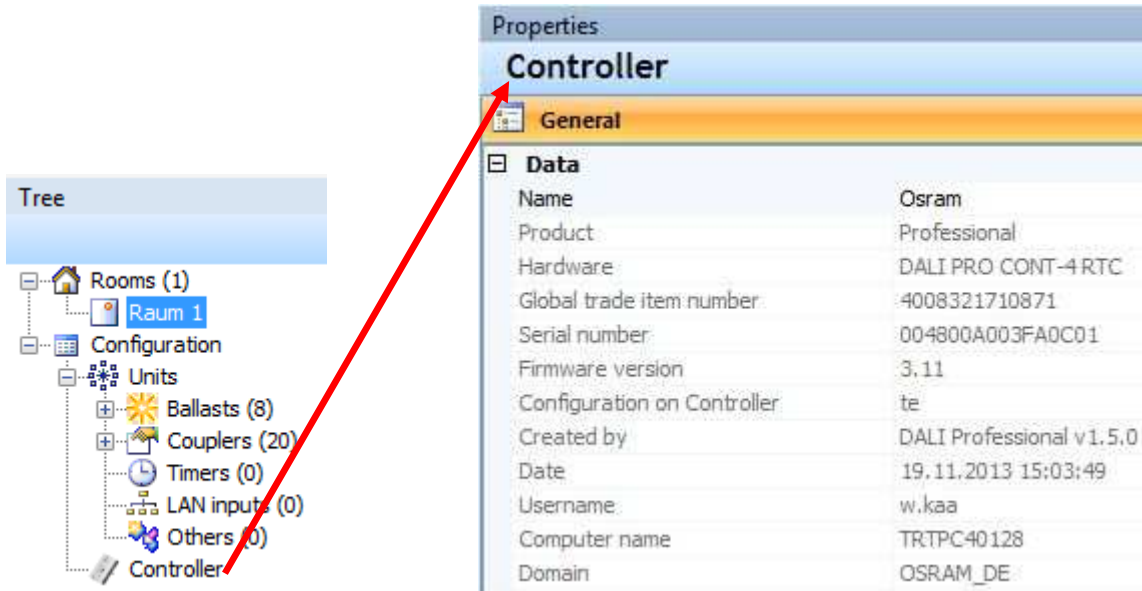 Tree
Rooms (1)
Raum 1
Configuration
Units
Ballasts (8)
Couplers (20)
Timers (0)
LAN inputs (0)
Others (0)
Controller
Properties
Controller
General
Data
Name Osram
Product Professional
Hardware DALI PRO CONT-4 RTC
Global trade item number 4008321710871
Serial number 004800A003FA0C01
Firmware version 3.11
Configuration on Controller te
Created by DALI Professional v1.5.0
Date 19.11.2013 15:03:49
Username w.kaa
Computer name TRTPC40128
Domain OSRAM_DE